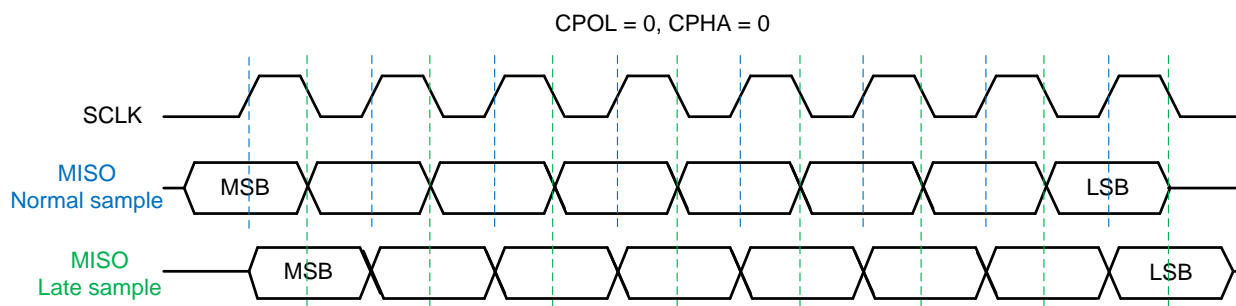 CPOL = 0, CPHA = 0
SCLK
MISO
Normal sample
MSB
LSB
MISO
Late sample
MSB
LSB